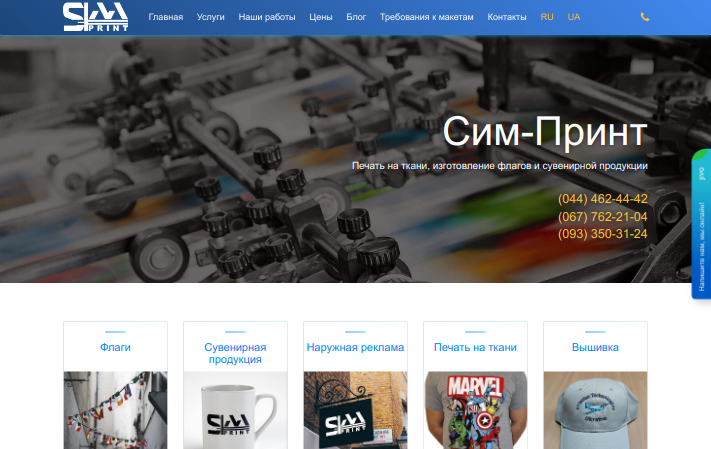 SIM
PRINT
Главная Услуги Наши работы Цены Блог Требования к макетам Контакты RU UA
Сим-Принт
Печать на ткани, изготовление флагов и сувенирной продукции
(044) 462-44-42
(067) 762-21-04
(093) 350-31-24
jivo
Напишите нам, мы онлайн!
Флаги
Сувенирная
продукция
Наружная реклама
Печать на ткани
Вышивка
SIM
PRINT
SIM
PRINT
MARVEL